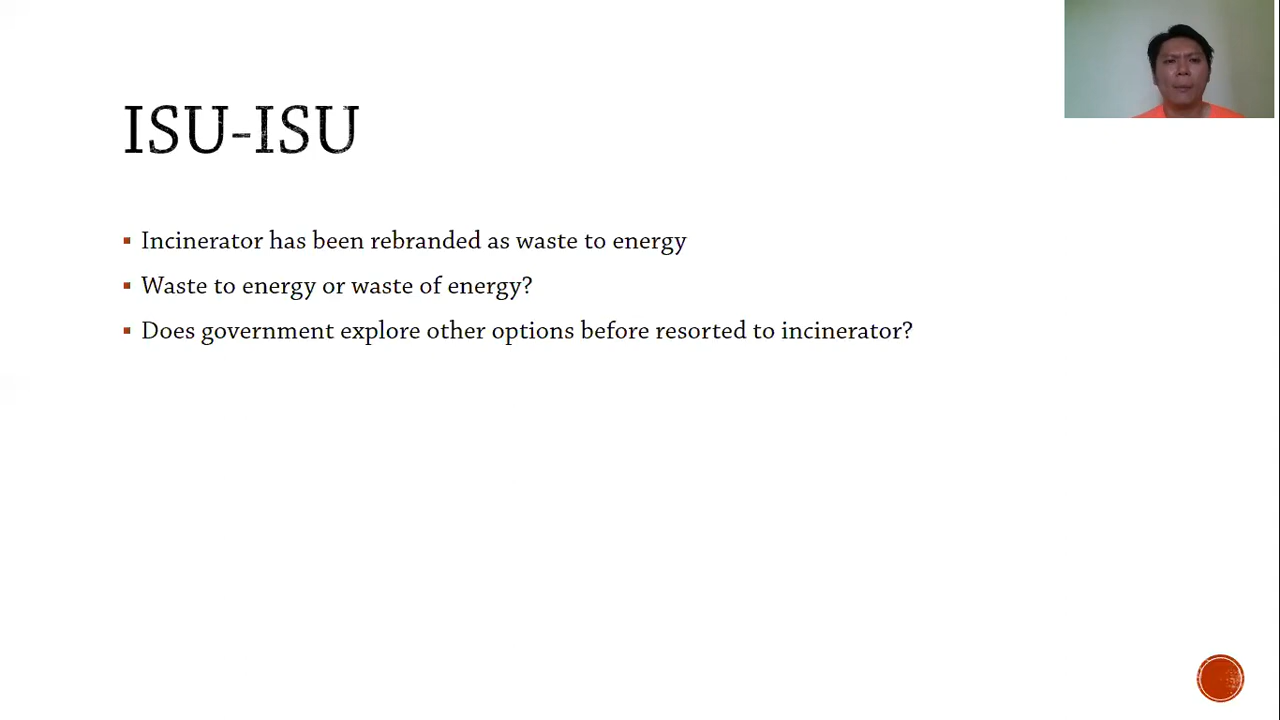 ISU-ISU
Incinerator has been rebranded as waste to energy
Waste to energy or waste of energy?
Does government explore other options before resorted to incinerator?